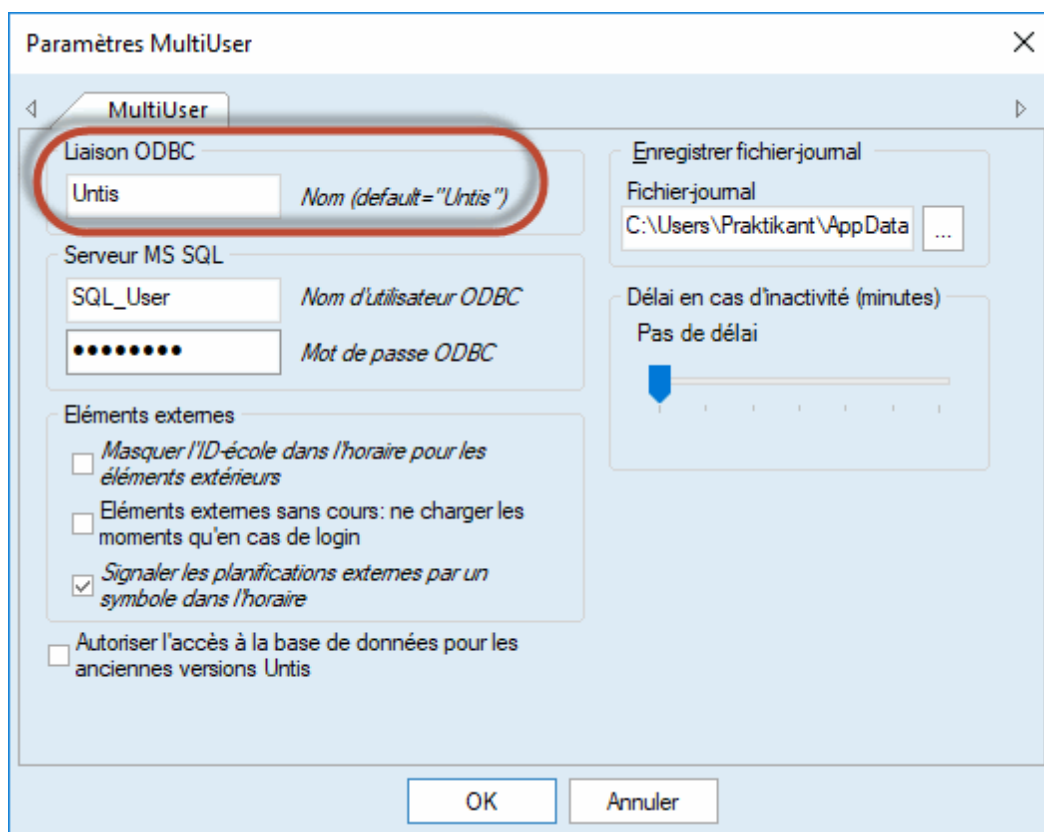 Paramètres MultiUser
MultiUser
Liaison ODBC
Untis
Nom (default="Untis")
Serveur MS SQL
SQL_User
Nom d'utilisateur ODBC
●●●●●●●●
Mot de passe ODBC
Eléments externes
Masquer l'ID-école dans l'horaire pour les
éléments extérieurs
Eléments externes sans cours: ne charger les
moments qu'en cas de login
Signaler les planifications externes par un
symbole dans l'horaire
Autoriser l'accès à la base de données pour les
anciennes versions Untis
Enregistrer fichier-journal
Fichier-journal
C:\Users\Praktikant\AppData
...
Délai en cas d'inactivité (minutes)
Pas de délai
OK
Annuler